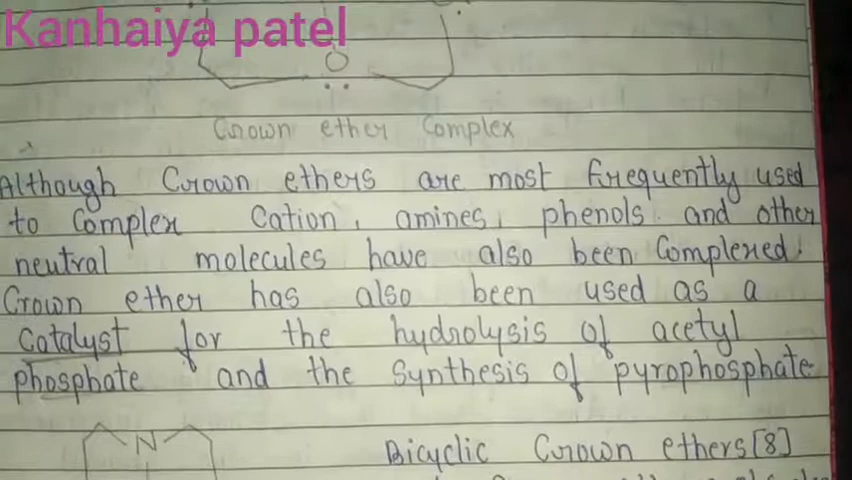 Kanhaiya patel
O
Crown ether Complex
Although Crown ethers are most frequently used
to Complex Cation, amines, phenols and other
neutral molecules have also been Complexed.
Crown ether has also been used as a
catalyst for the hydrolysis of acetyl
phosphate and the synthesis of pyrophosphate.
N
Bicyclic Crown ethers [8]